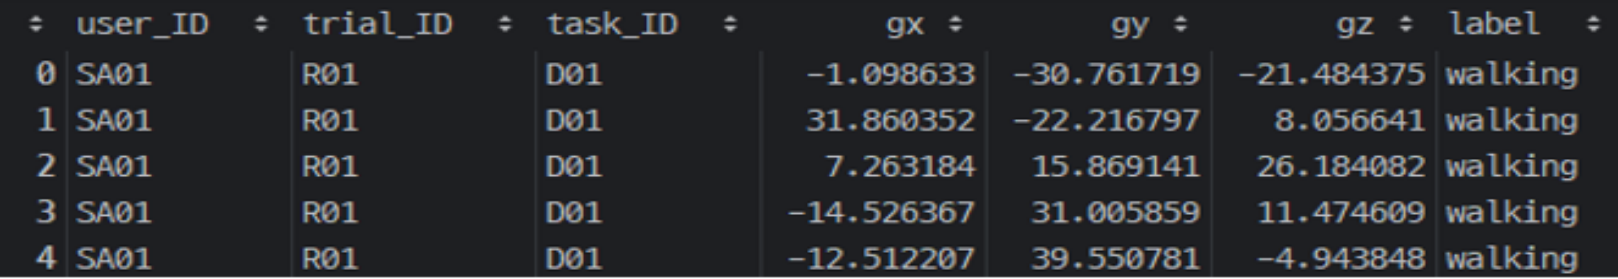 user_ID trial_ID task_ID gx gy gz label
0 SA01 R01 D01 -1.098633 -30.761719 -21.484375 walking
1 SA01 R01 D01 31.860352 -22.216797 8.056641 walking
2 SA01 R01 D01 7.263184 15.869141 26.184082 walking
3 SA01 R01 D01 -14.526367 31.005859 11.474609 walking
4 SA01 R01 D01 -12.512207 39.550781 -4.943848 walking